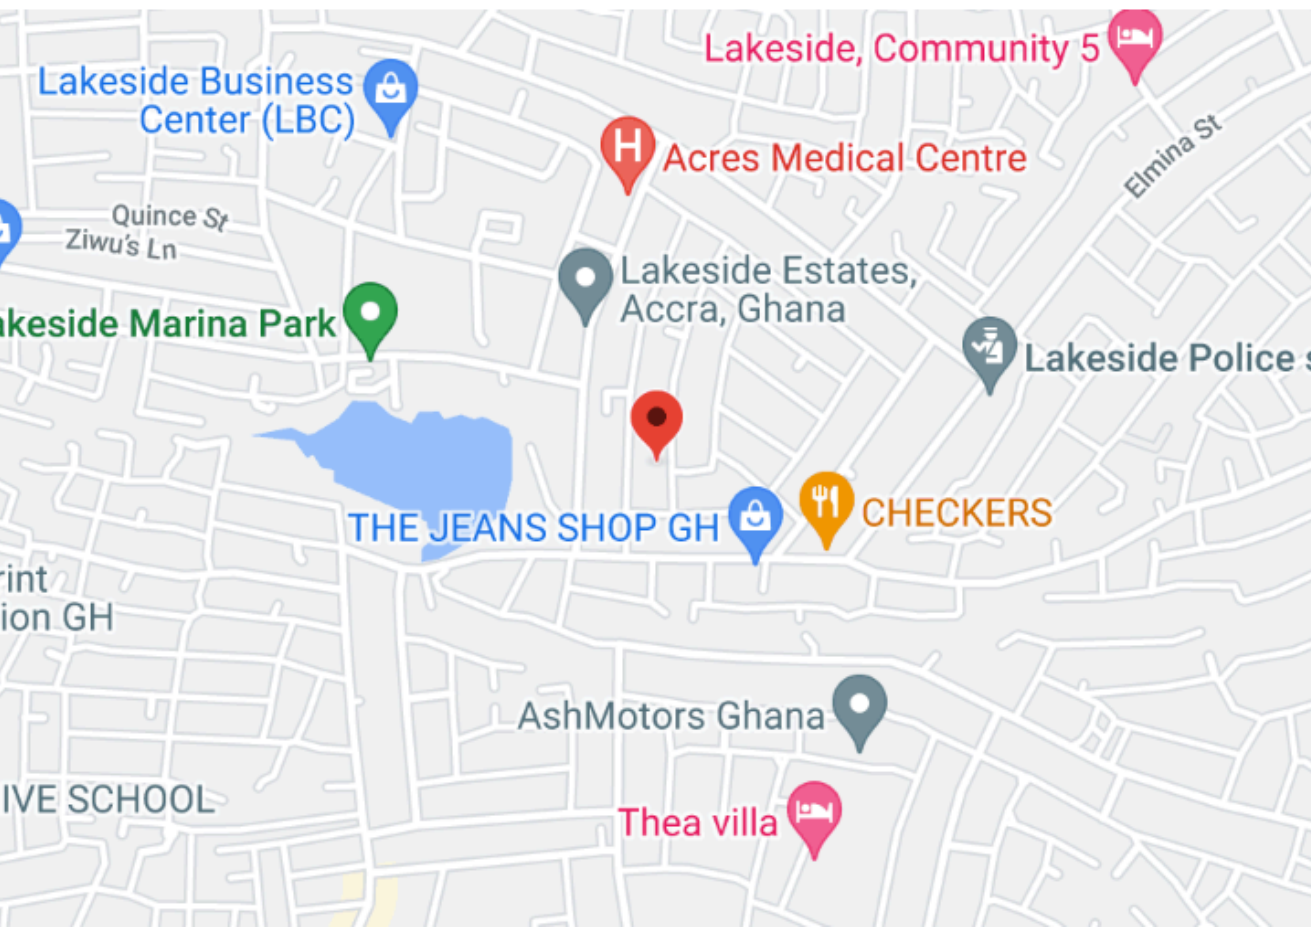 Lakeside, Community 5
Lakeside Business
Center (LBC)
H
Acres Medical Centre
Elmina St
Quince St
Ziwu's Ln
Lakeside Estates,
Accra, Ghana
akeside Marina Park
Lakeside Police s
THE JEANS SHOP GH
CHECKERS
rint
ion GH
AshMotors Ghana
IVE SCHOOL
Thea villa